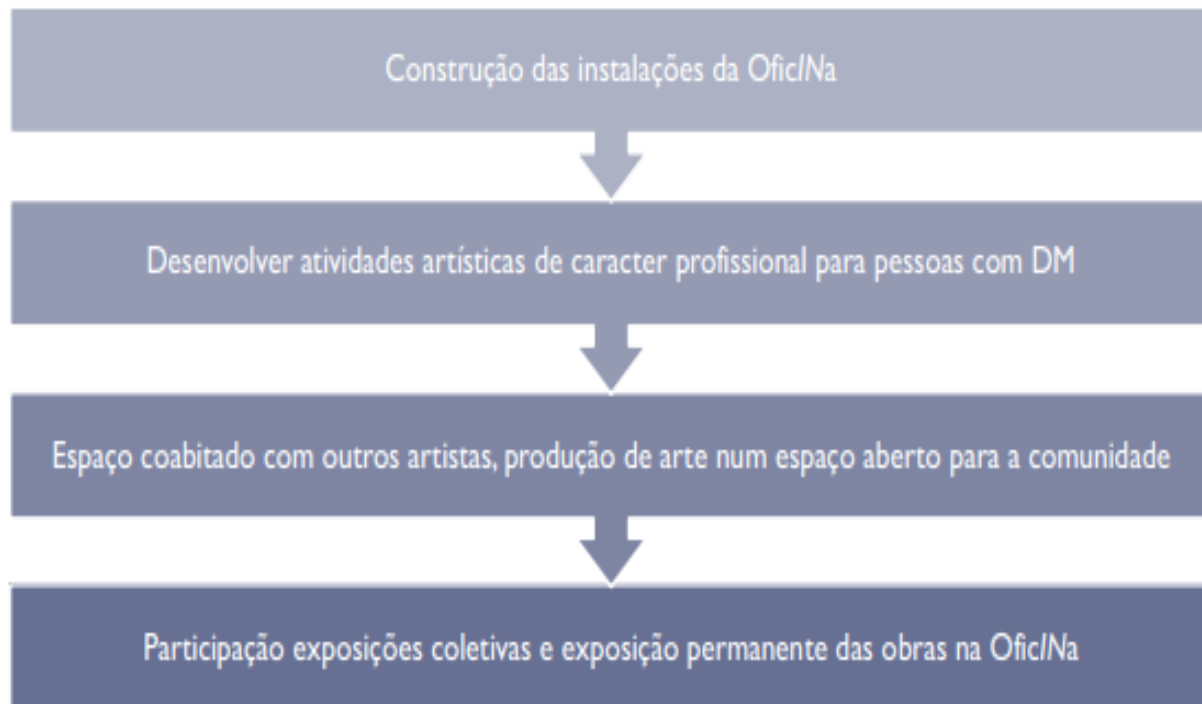 Construção das instalações da OficINa
Desenvolver atividades artísticas de caracter profissional para pessoas com DM
Espaço coabitado com outros artistas, produção de arte num espaço aberto para a comunidade
Participação exposições coletivas e exposição permanente das obras na OficINa